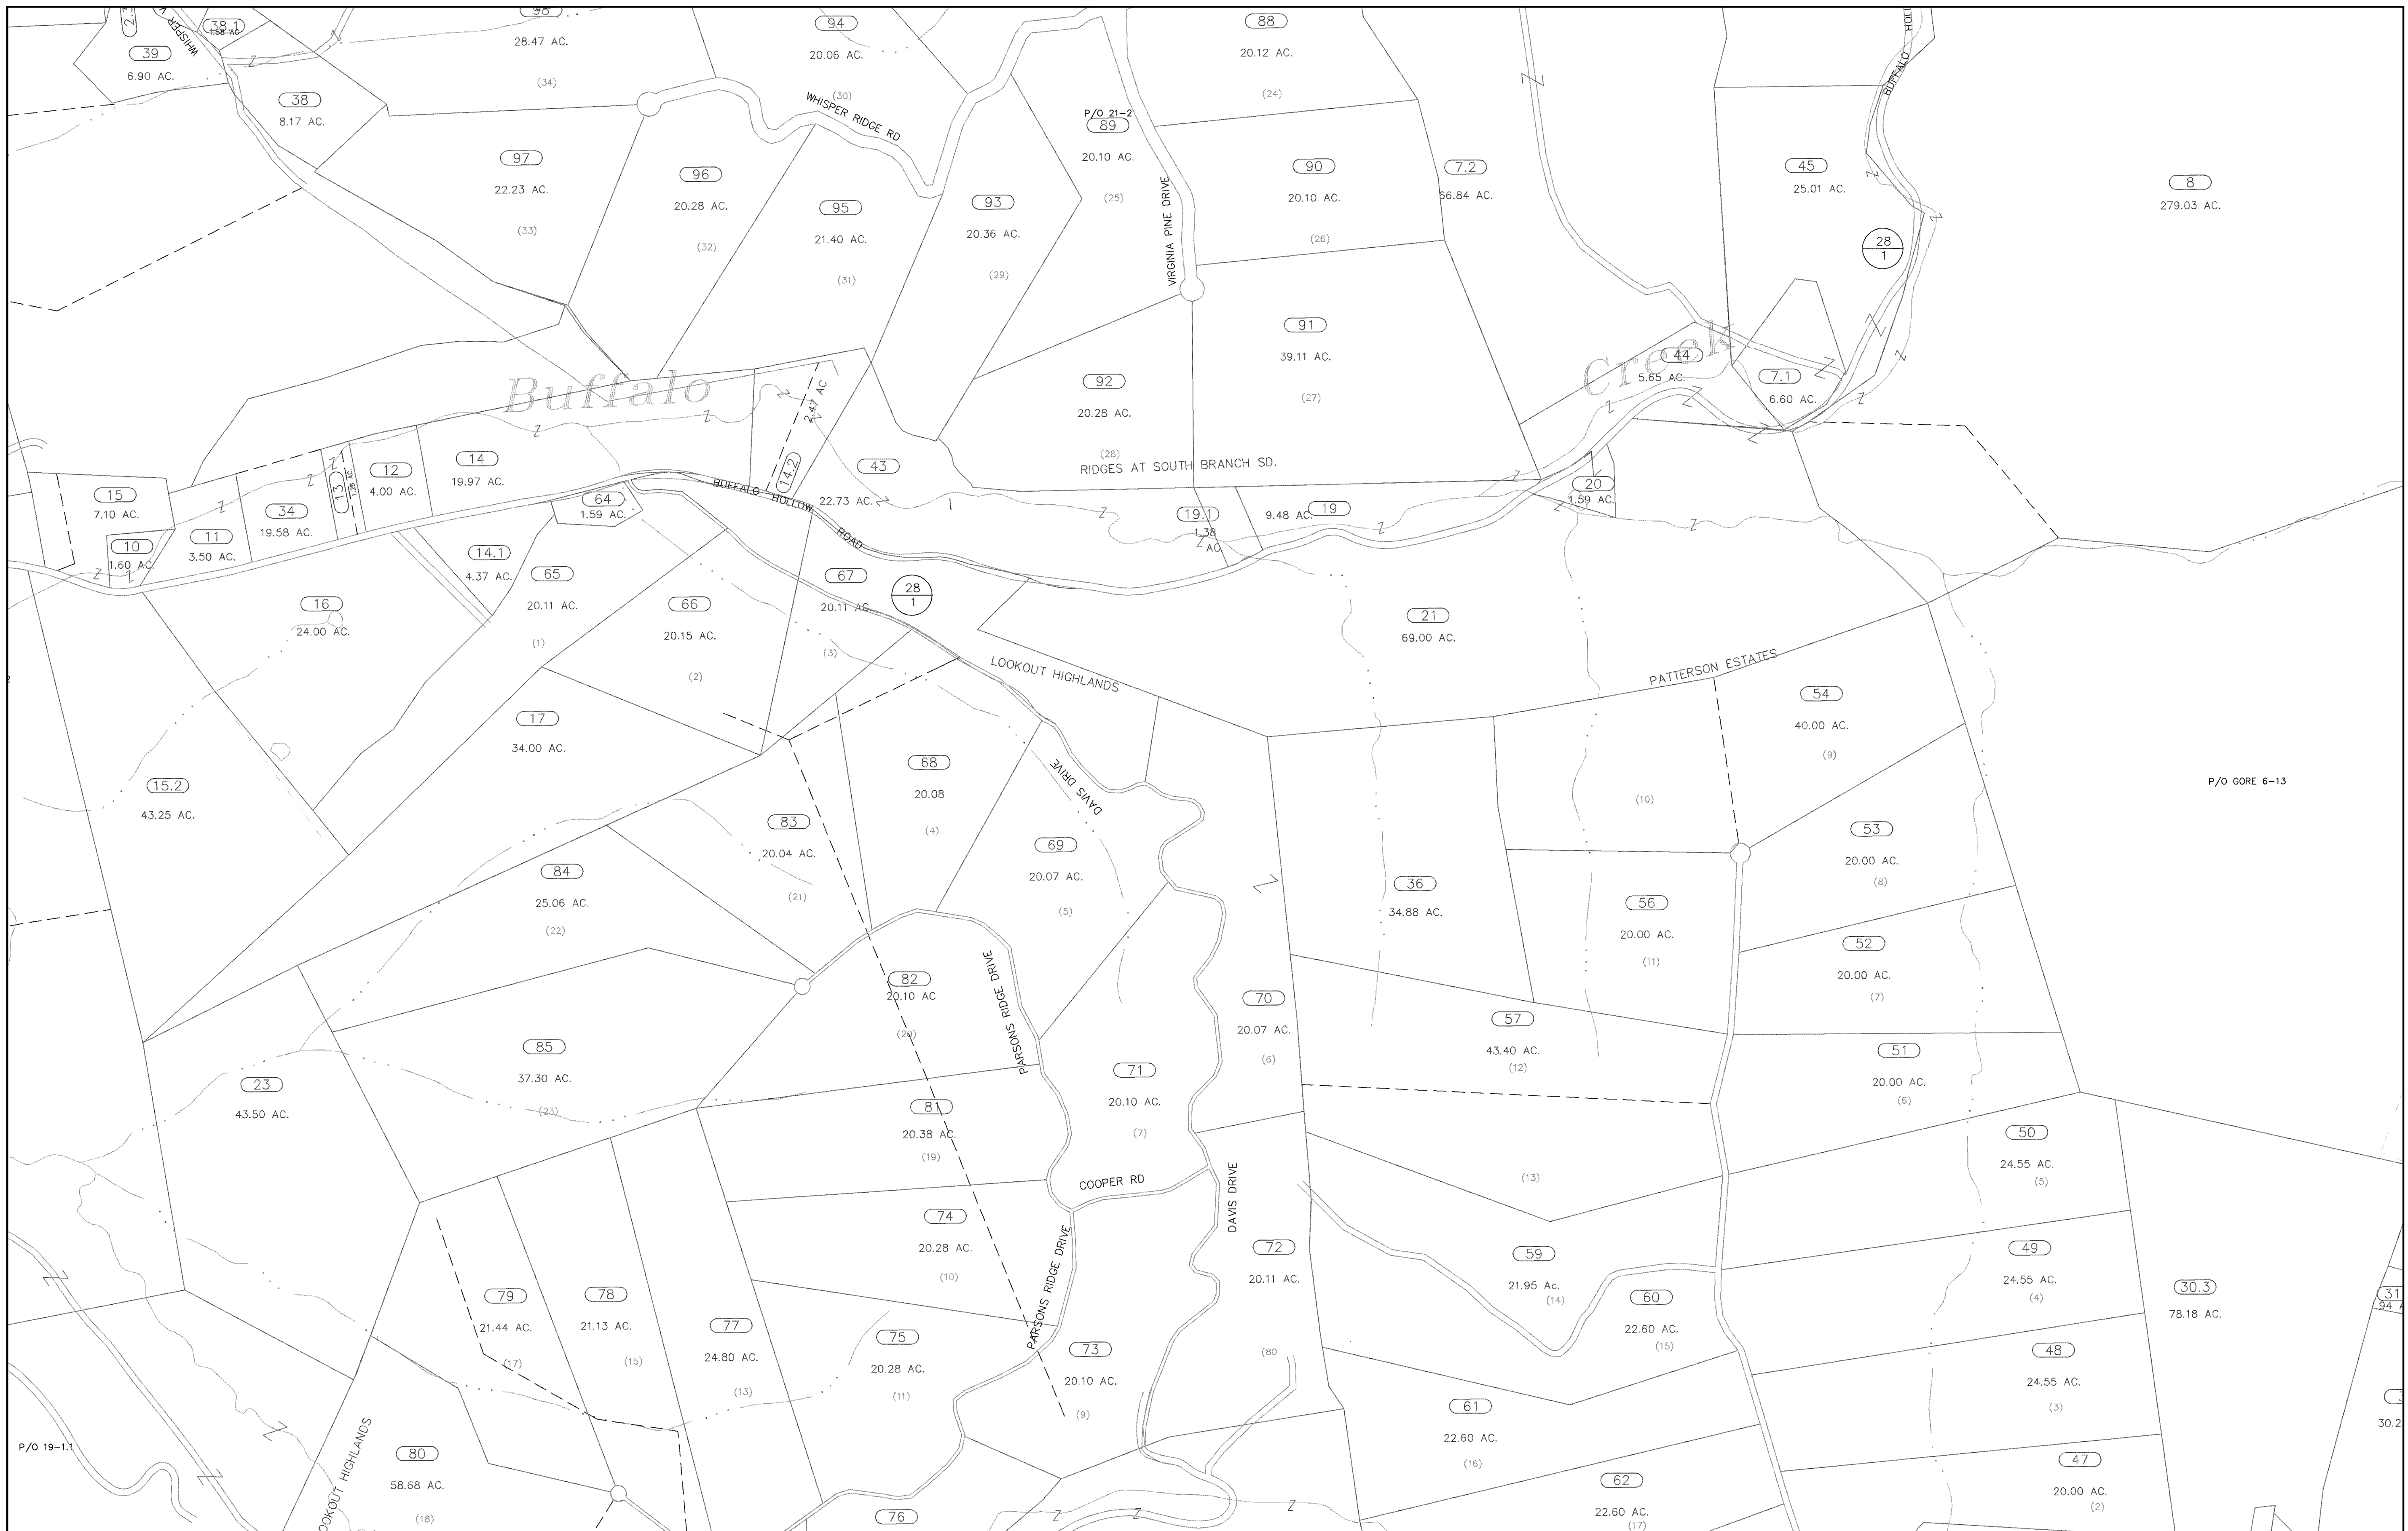 2.3
WHISPER
38.1
1.58 AC
39
6.90 AC.
38
8.17 AC.
98
28.47 AC.
(34)
94
20.06 AC.
(30)
WHISPER RIDGE RD
88
20.12 AC.
(24)
P/O 21-2
89
20.10 AC.
(25)
VIRGINIA PINE DRIVE
90
20.10 AC.
(26)
7.2
66.84 AC.
BUFFALO
45
25.01 AC.
8
279.03 AC.
28
1
97
22.23 AC.
(33)
96
20.28 AC.
(32)
95
21.40 AC.
(31)
93
20.36 AC.
(29)
91
39.11 AC.
(27)
92
20.28 AC.
(28)
Buffalo
Creek
44
5.65 AC.
7.1
6.60 AC.
RIDGES AT SOUTH BRANCH SD.
15
7.10 AC.
10
1.60 AC.
11
3.50 AC.
34
19.58 AC.
13
1.28 AC.
12
4.00 AC.
14
19.97 AC.
14.2
2.47 AC
43
22.73 AC.
BUFFALO HOLLOW ROAD
64
1.59 AC.
14.1
4.37 AC.
19.1
1.38 AC.
19
9.48 AC.
20
1.59 AC.
16
24.00 AC.
65
20.11 AC.
(1)
66
20.15 AC.
(2)
67
20.11 AC.
(3)
28
1
21
69.00 AC.
LOOKOUT HIGHLANDS
PATTERSON ESTATES
54
40.00 AC.
(9)
P/O GORE 6-13
15.2
43.25 AC.
17
34.00 AC.
68
20.08
(4)
DAVIS DRIVE
83
20.04 AC.
(21)
69
20.07 AC.
(5)
(10)
53
20.00 AC.
(8)
84
25.06 AC.
(22)
36
34.88 AC.
56
20.00 AC.
(11)
52
20.00 AC.
(7)
82
20.10 AC
(20)
PARSONS RIDGE DRIVE
70
20.07 AC.
(6)
57
43.40 AC.
(12)
51
20.00 AC.
(6)
23
43.50 AC.
85
37.30 AC.
(23)
81
20.38 AC.
(19)
71
20.10 AC.
(7)
COOPER RD
DAVIS DRIVE
(13)
50
24.55 AC.
(5)
74
20.28 AC.
(10)
PARSONS RIDGE DRIVE
72
20.11 AC.
(80
59
21.95 Ac.
(14)
60
22.60 AC.
(15)
49
24.55 AC.
(4)
30.3
78.18 AC.
31
79
21.44 AC.
(17)
78
21.13 AC.
(15)
77
24.80 AC.
(13)
75
20.28 AC.
(11)
73
20.10 AC.
(9)
48
24.55 AC.
(3)
P/O 19-1.1
LOOKOUT HIGHLANDS
80
58.68 AC.
(18)
76
61
22.60 AC.
(16)
62
22.60 AC.
(17)
47
20.00 AC.
(2)
30.2